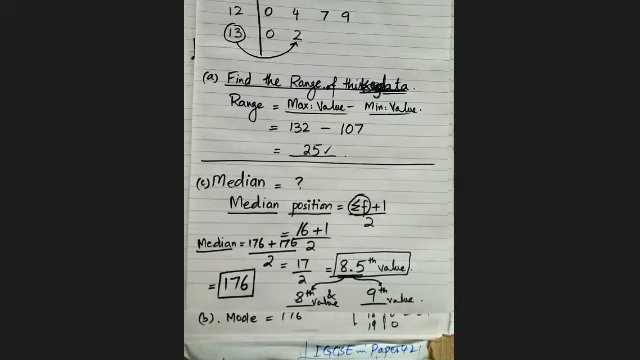 12 | 0 4 7 9
13 | 0 2
(a) Find the Range of this data.
Range = Max: Value - Min: Value.
= 132 - 107
= 25✓
(c) Median = ?
Median position = Σf+1 / 2
= 16+1 / 2
Median = 176 + 176 / 2
= 17 / 2 = 8.5th value
= 176
8th value & 9th value.
(b). Mode =
IGCSE - Paper 42